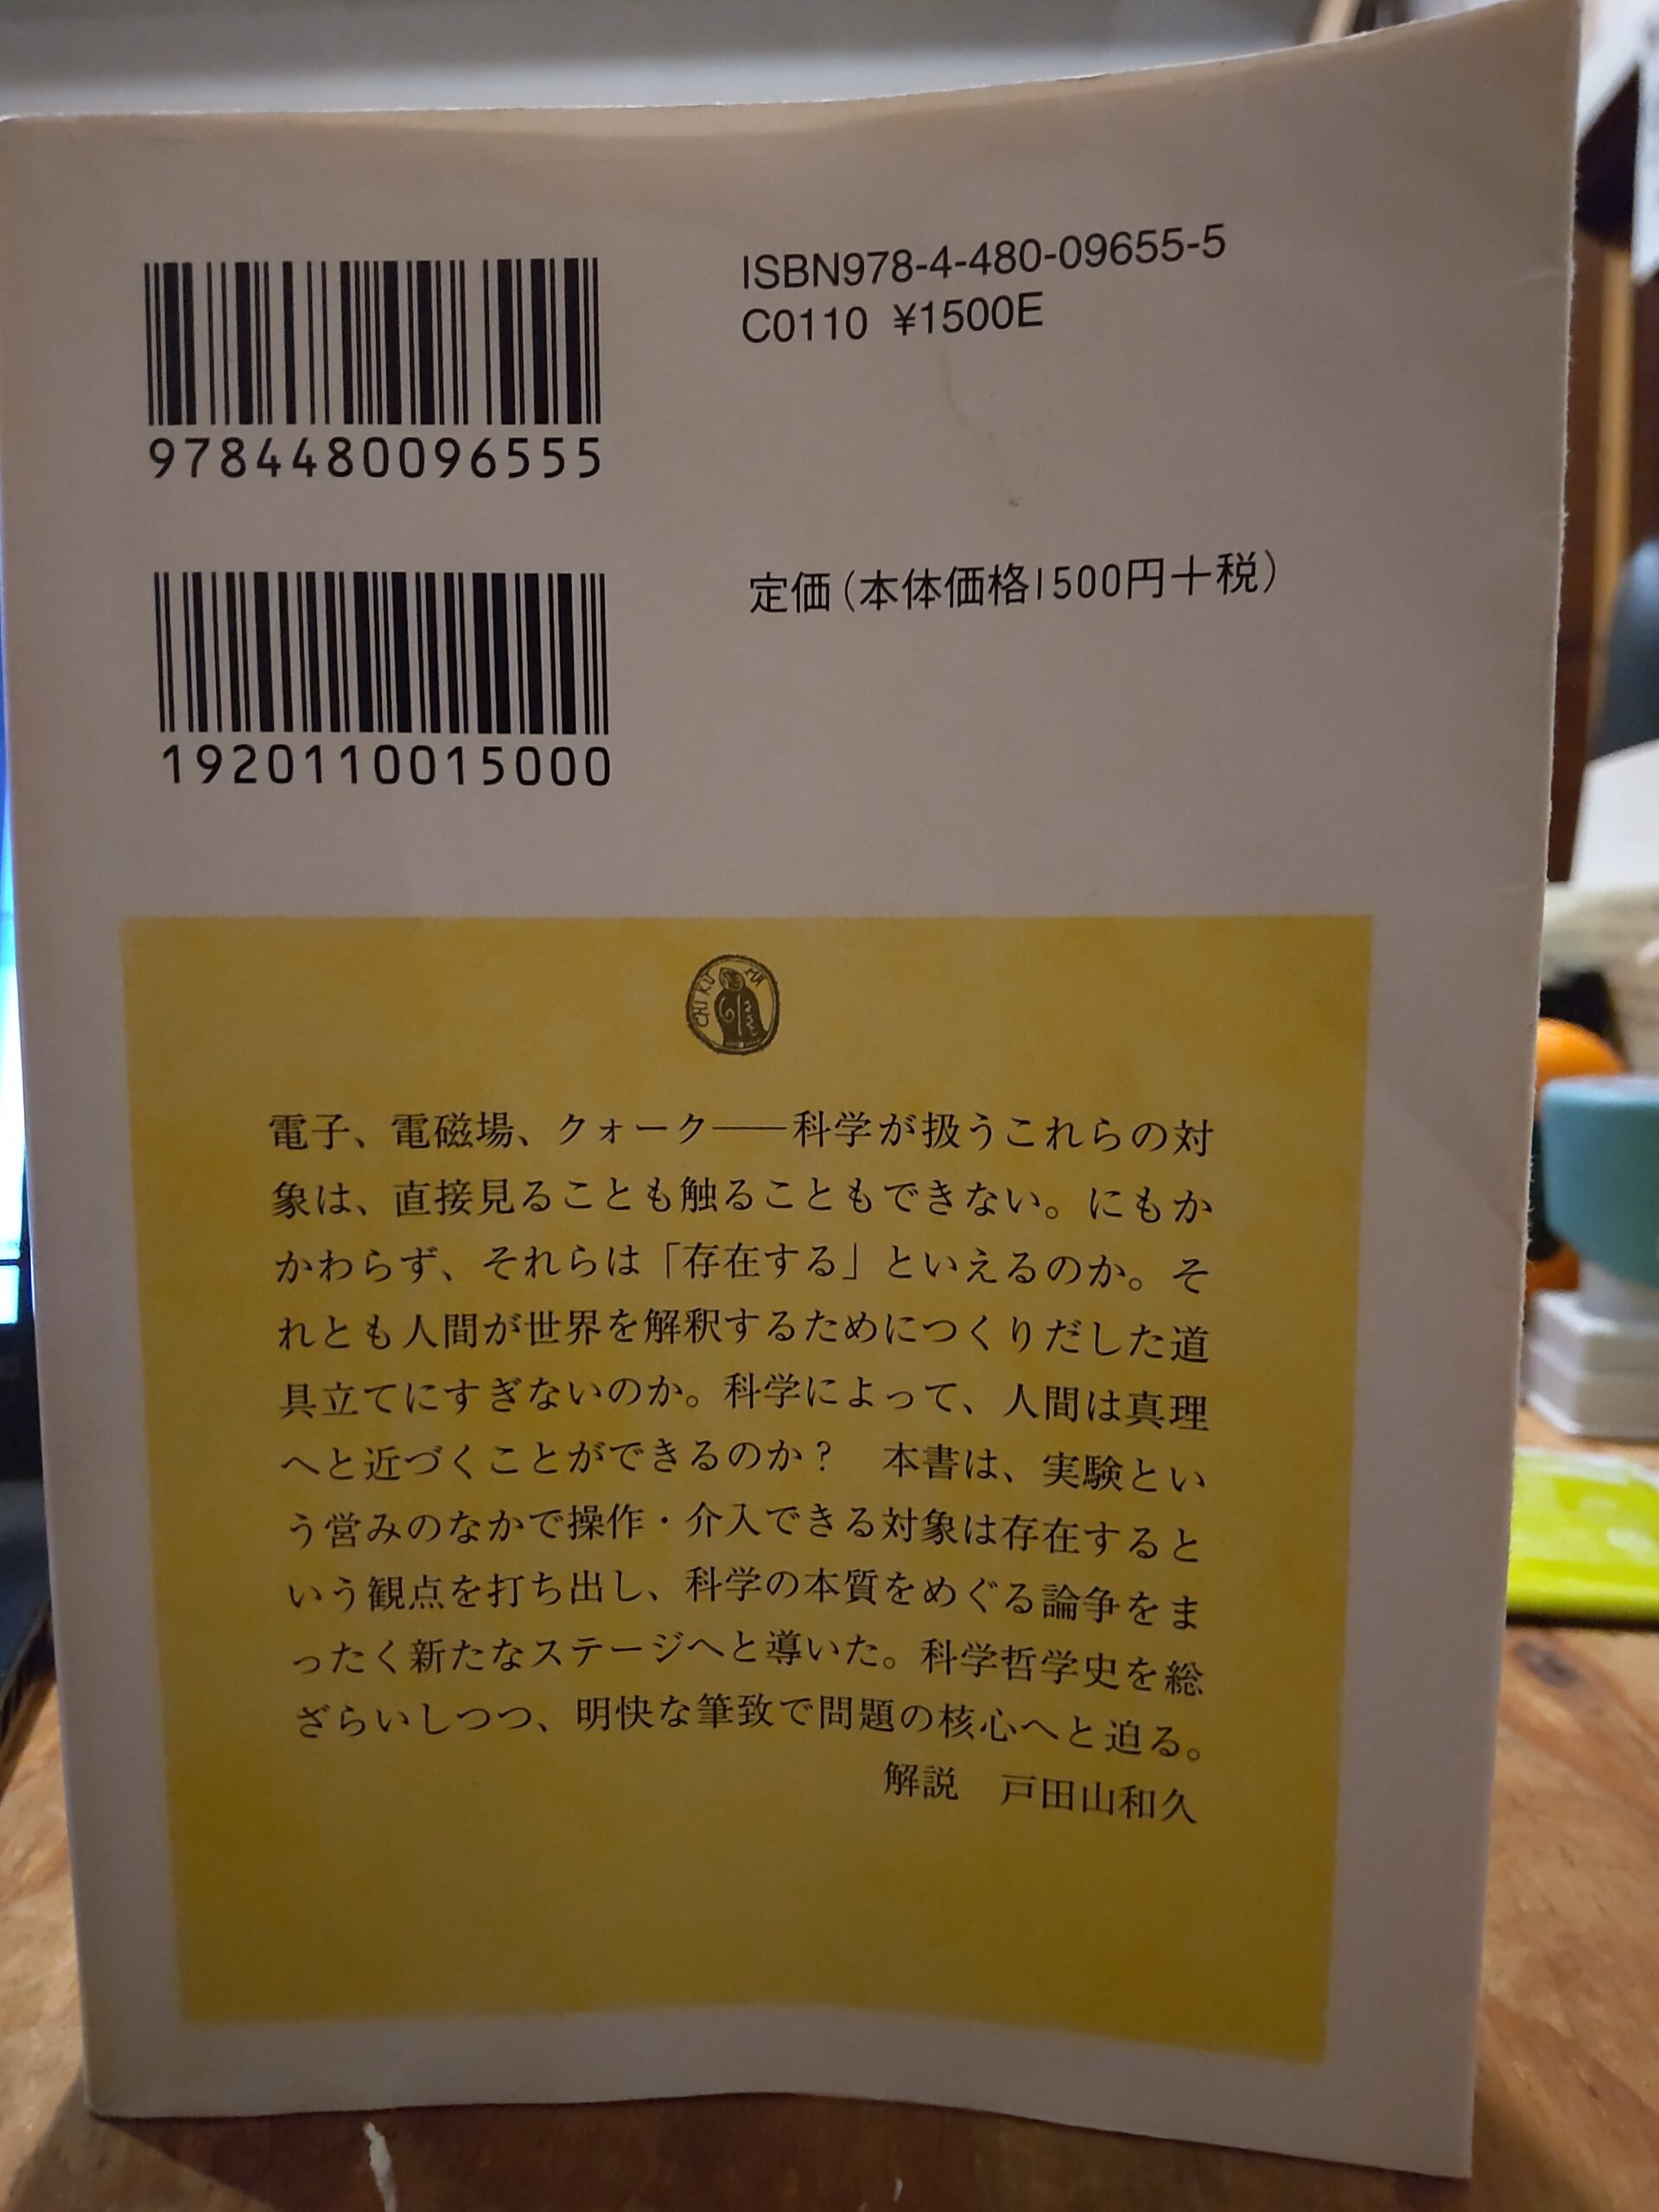 ISBN978-4-480-09655-5
C0110 ¥1500E
9784480096555
定価(本体価格1500円+税)
1920110015000
CHIKUMA
電子、電磁場、クォーク――科学が扱うこれらの対
象は、直接見ることも触ることもできない。にもか
かわらず、それらは「存在する」といえるのか。そ
れとも人間が世界を解釈するためにつくりだした道
具立てにすぎないのか。科学によって、人間は真理
へと近づくことができるのか？　本書は、実験とい
う営みのなかで操作・介入できる対象は存在すると
いう観点を打ち出し、科学の本質をめぐる論争をま
ったく新たなステージへと導いた。科学哲学史を総
ざらいしつつ、明快な筆致で問題の核心へと迫る。
解説　戸田山和久